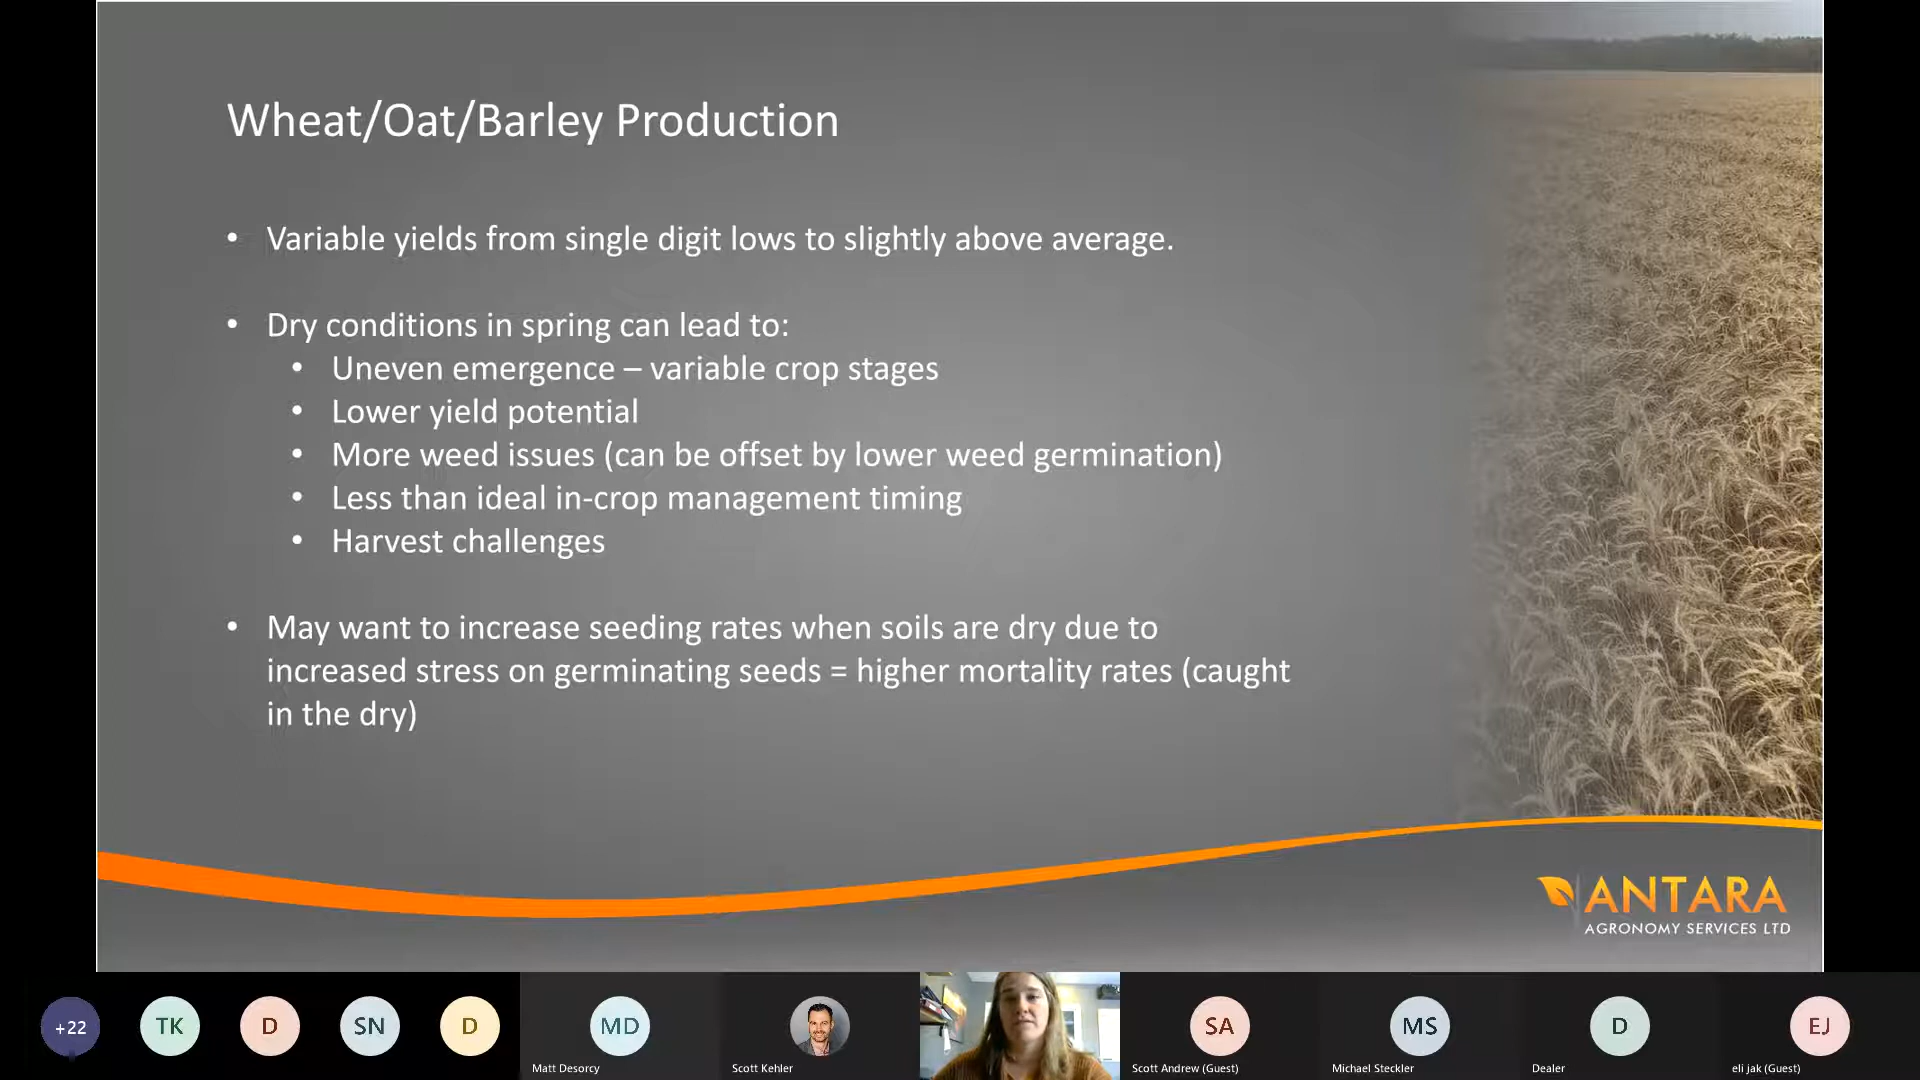 Wheat/Oat/Barley Production
• Variable yields from single digit lows to slightly above average.
• Dry conditions in spring can lead to:
• Uneven emergence – variable crop stages
• Lower yield potential
• More weed issues (can be offset by lower weed germination)
• Less than ideal in-crop management timing
• Harvest challenges
• May want to increase seeding rates when soils are dry due to
increased stress on germinating seeds = higher mortality rates (caught
in the dry)
ANTARA
AGRONOMY SERVICES LTD
+22
TK
D
SN
D
MD
SA
MS
D
EJ
Matt Desorcy
Scott Kehler
Scott Andrew (Guest)
Michael Steckler
Dealer
eli jak (Guest)